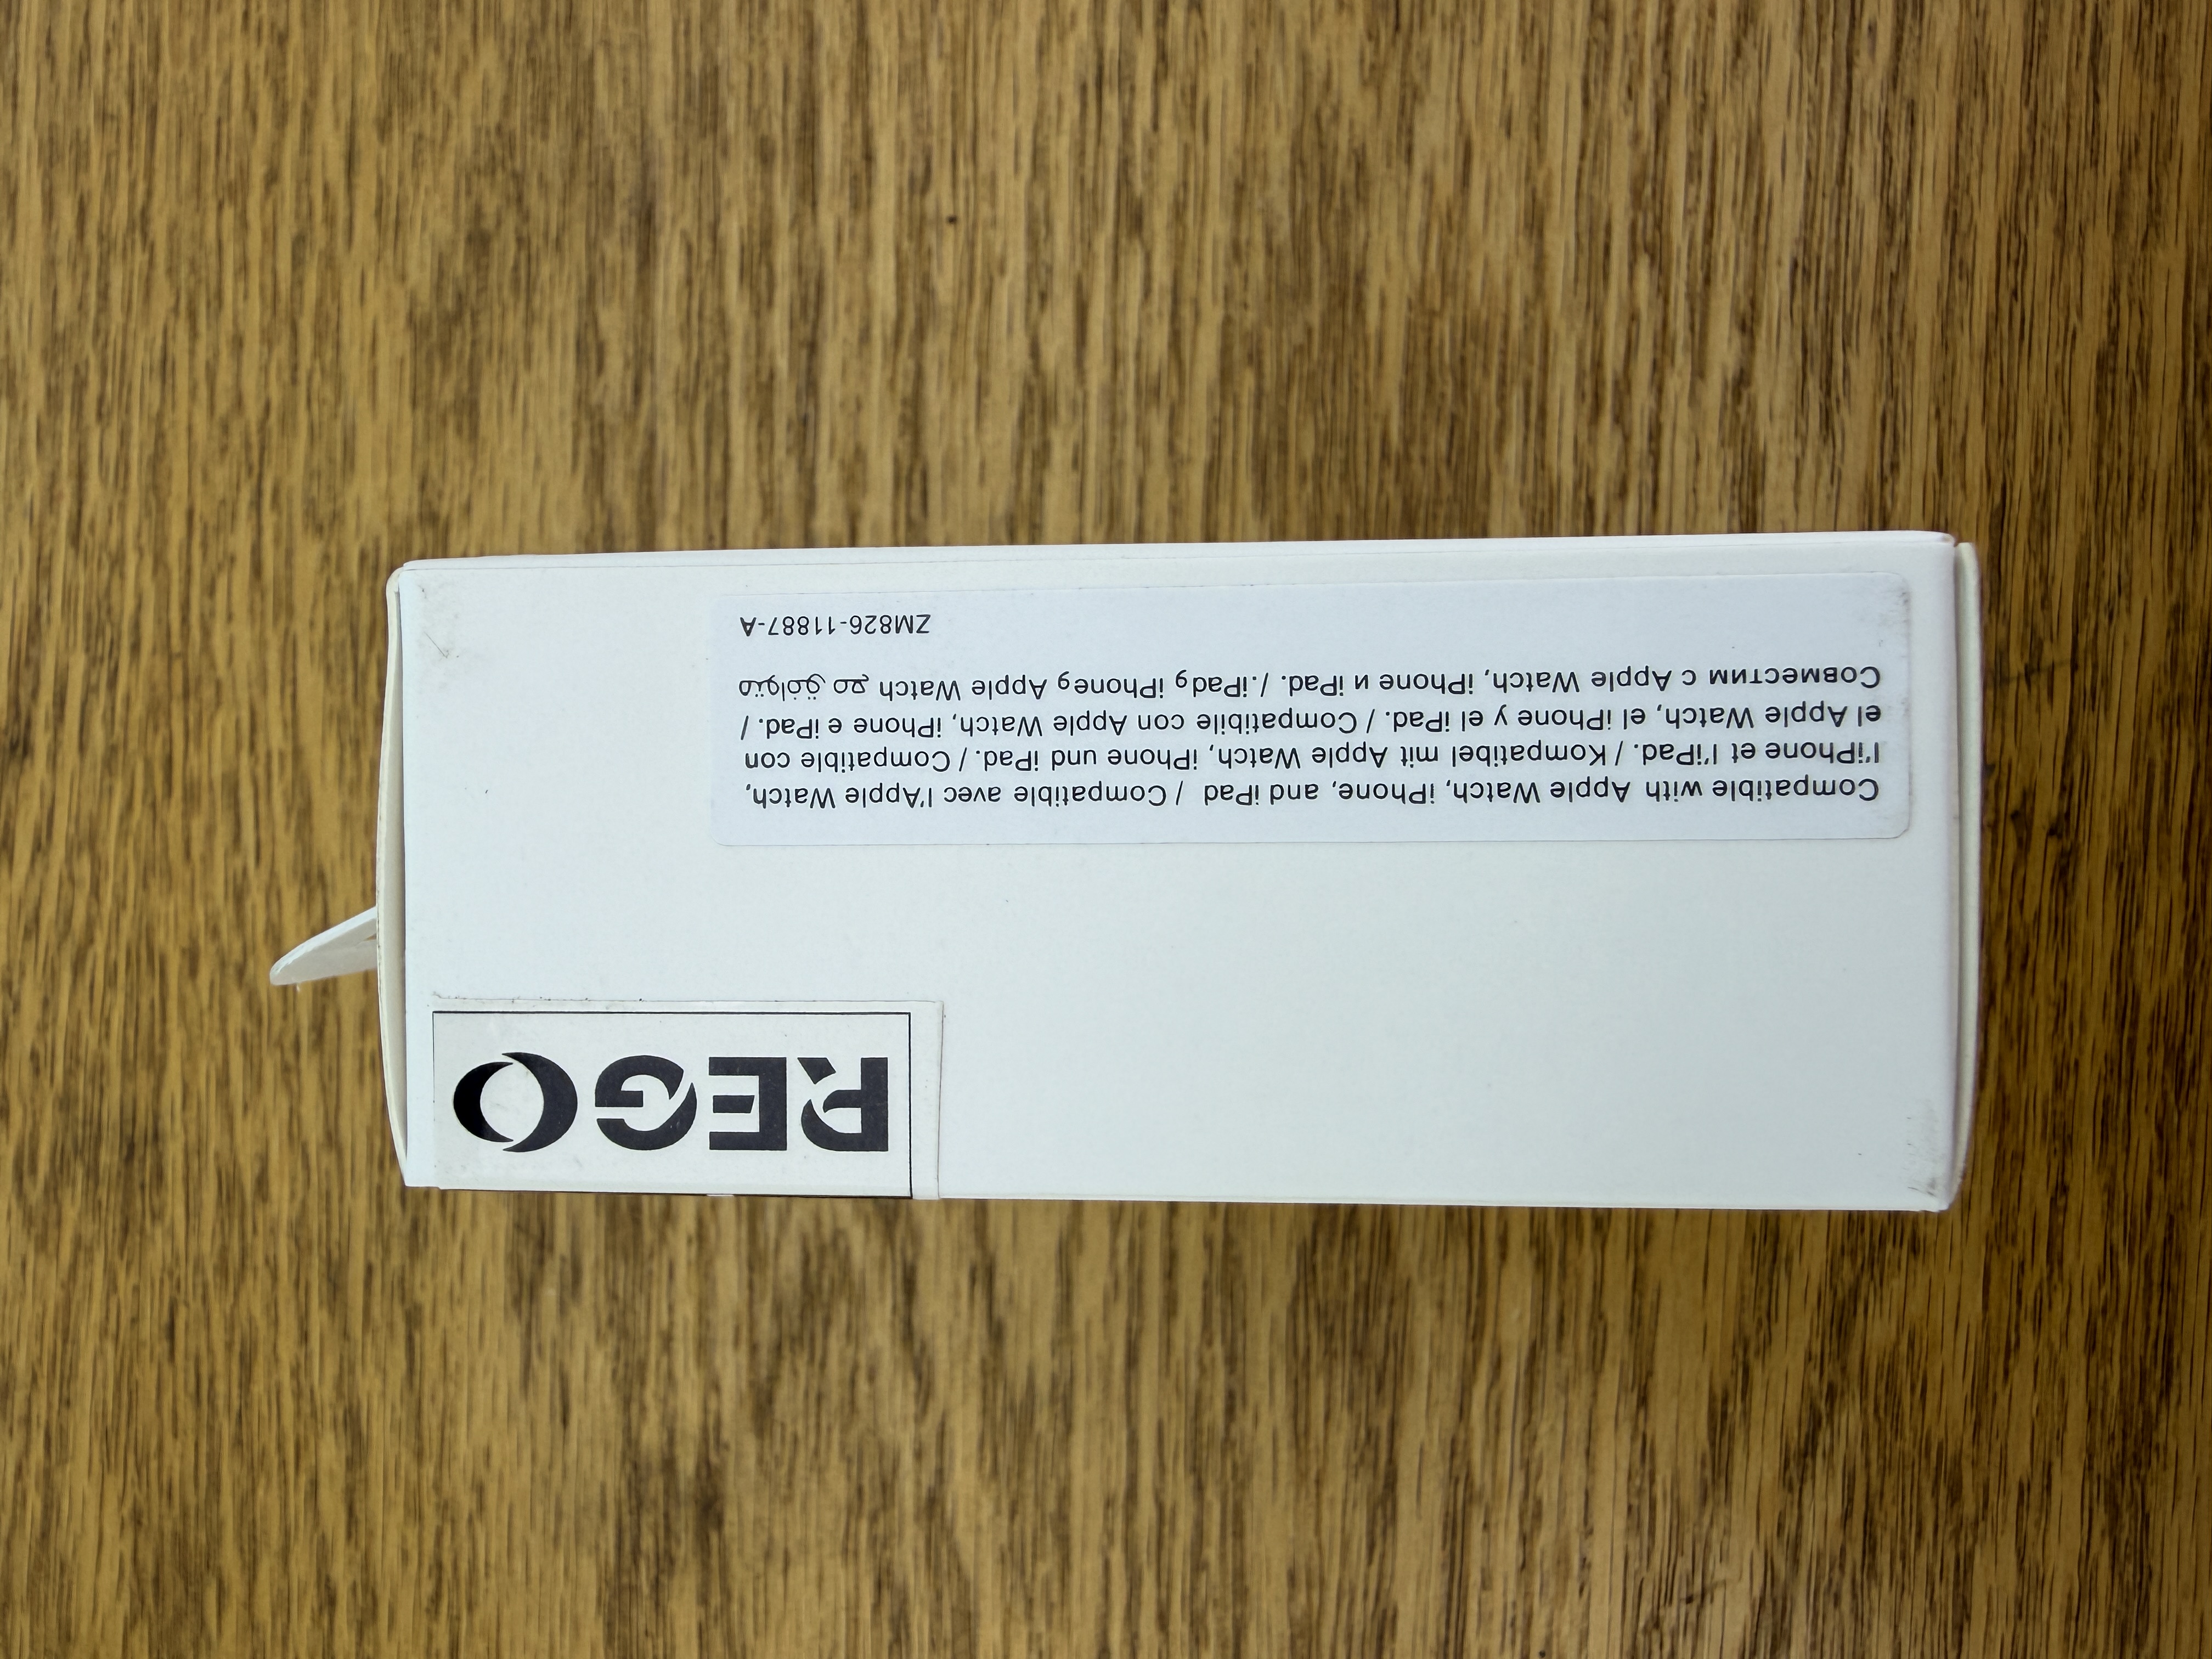 REGO
Compatible with Apple Watch, iPhone, and iPad / Compatible avec l'Apple Watch,
l'iPhone et l'iPad. / Kompatibel mit Apple Watch, iPhone und iPad. / Compatible con
el Apple Watch, el iPhone y el iPad. / Compatibile con Apple Watch, iPhone e iPad. /
Совместим с Apple Watch, iPhone и iPad. /.iPad و iPhone و Apple Watch متوافق مع
ZM826-11887-A